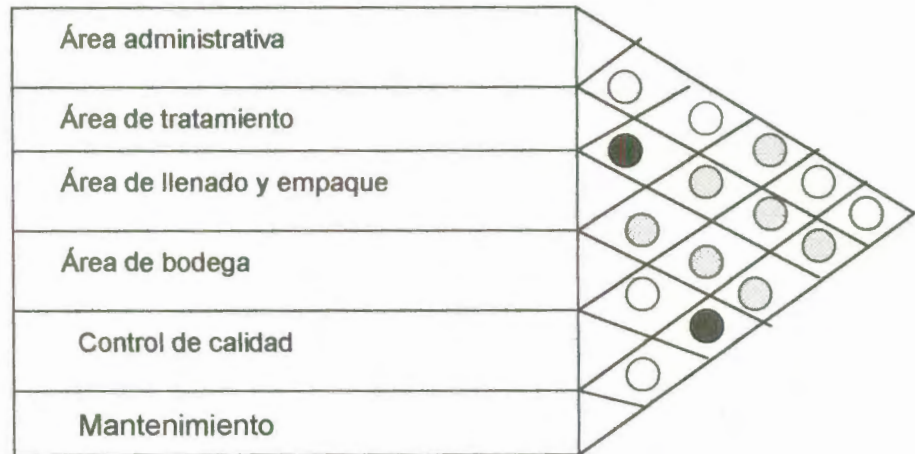 Área administrativa
Área de tratamiento
Área de llenado y empaque
Área de bodega
Control de calidad
Mantenimiento